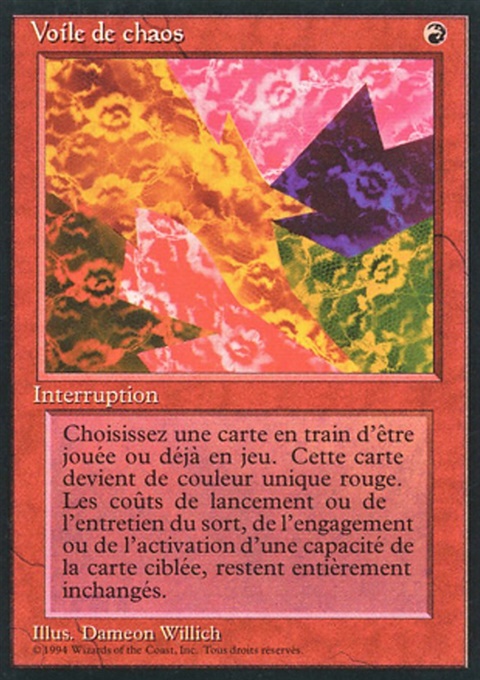 Voile de chaos
Interruption
Choisissez une carte en train d'être
jouée ou déjà en jeu. Cette carte
devient de couleur unique rouge.
Les coûts de lancement ou de
l'entretien du sort, de l'engagement
ou de l'activation d'une capacité de
la carte ciblée, restent entièrement
inchangés.
Illus. Dameon Willich
©1994 Wizards of the Coast, Inc. Tous droits réservés.